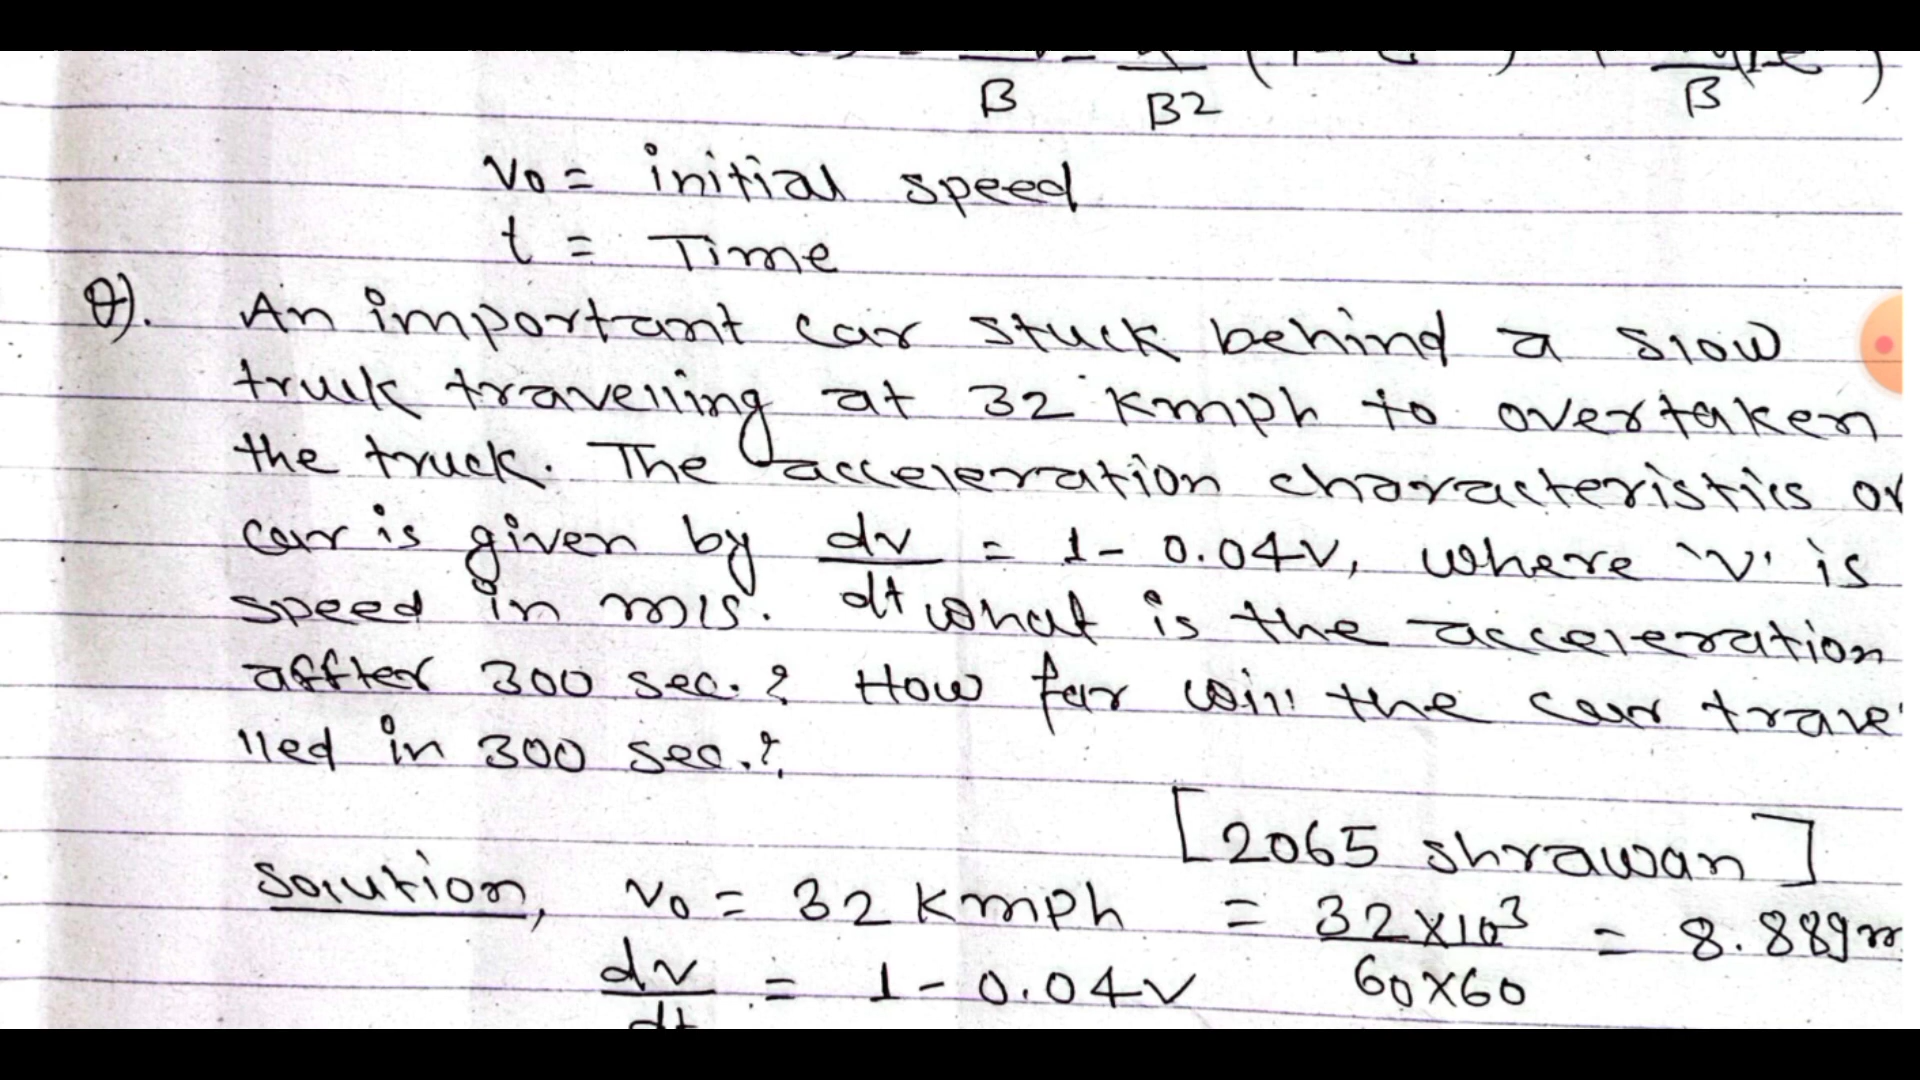 B B2 B
v0 = initial speed
t = Time
Q). An important car stuck behind a slow
truck travelling at 32 kmph to overtaken
the truck. The acceleration characteristics of
car is given by dv/dt = 1 - 0.04v, where 'v' is
speed in m/s. what is the acceleration
affter 300 sec.? How far will the car trave
lled in 300 sec.?
[2065 shrawan]
Solution, v0 = 32 kmph = 32×10³/60×60 = 8.889 m
dv/dt = 1 - 0.04v